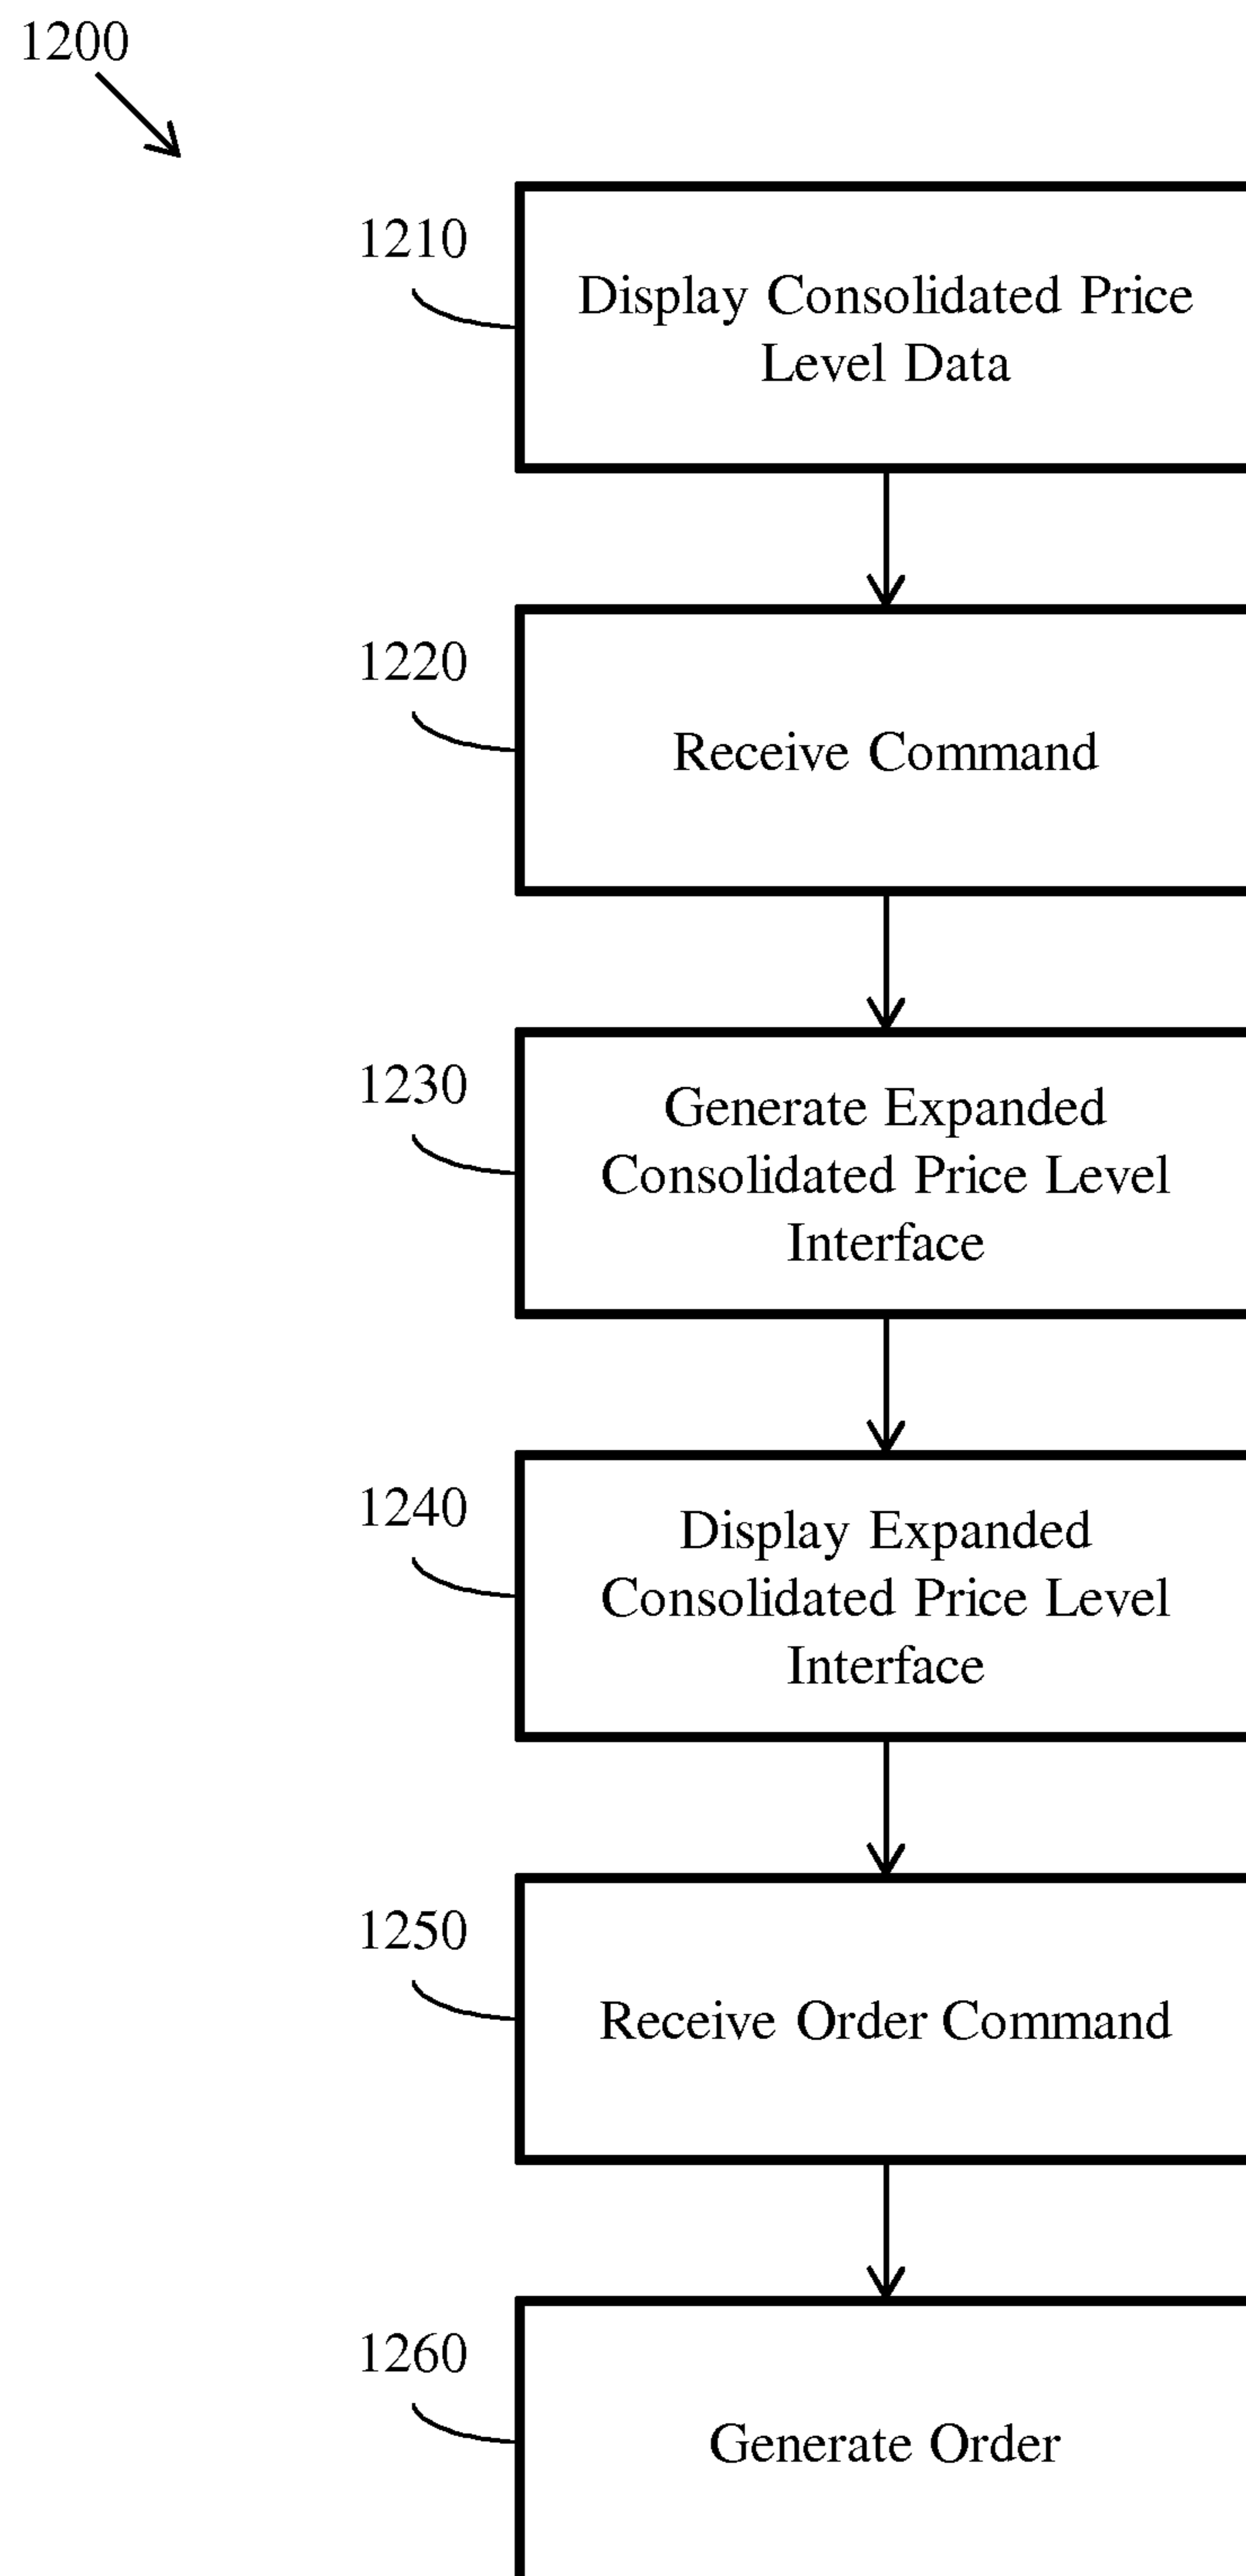 1200
1210
Display Consolidated Price
Level Data
1220
Receive Command
1230
Generate Expanded
Consolidated Price Level
Interface
1240
Display Expanded
Consolidated Price Level
Interface
1250
Receive Order Command
1260
Generate Order